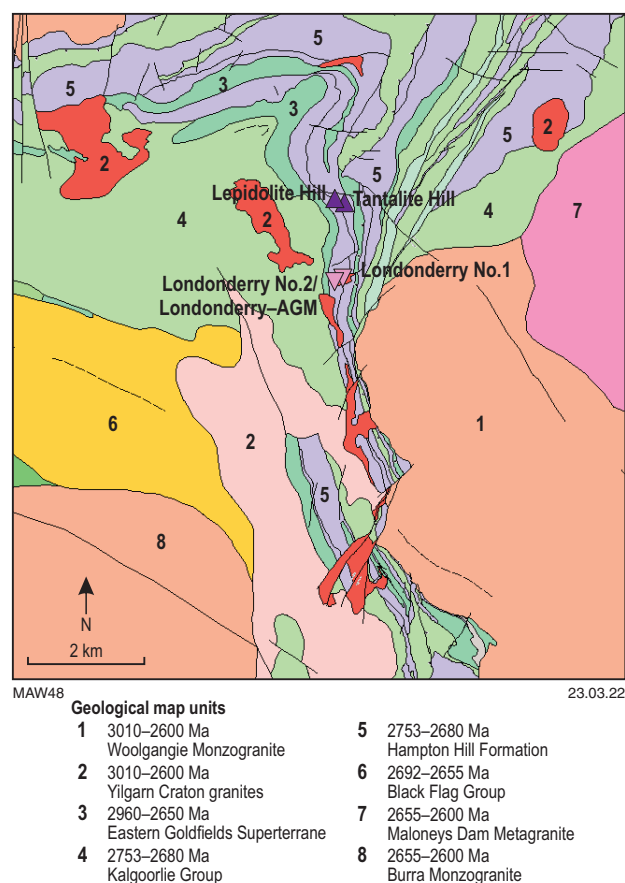 5
5
3
3
2
2
5
5
Lepidolite Hill
Tantalite Hill
4
2
4
7
Londonderry No.1
Londonderry No.2/
Londonderry–AGM
6
2
1
5
8
N
2 km
MAW48
23.03.22
Geological map units
1 3010–2600 Ma
Woolgangie Monzogranite
2 3010–2600 Ma
Yilgarn Craton granites
3 2960–2650 Ma
Eastern Goldfields Superterrane
4 2753–2680 Ma
Kalgoorlie Group
5 2753–2680 Ma
Hampton Hill Formation
6 2692–2655 Ma
Black Flag Group
7 2655–2600 Ma
Maloneys Dam Metagranite
8 2655–2600 Ma
Burra Monzogranite